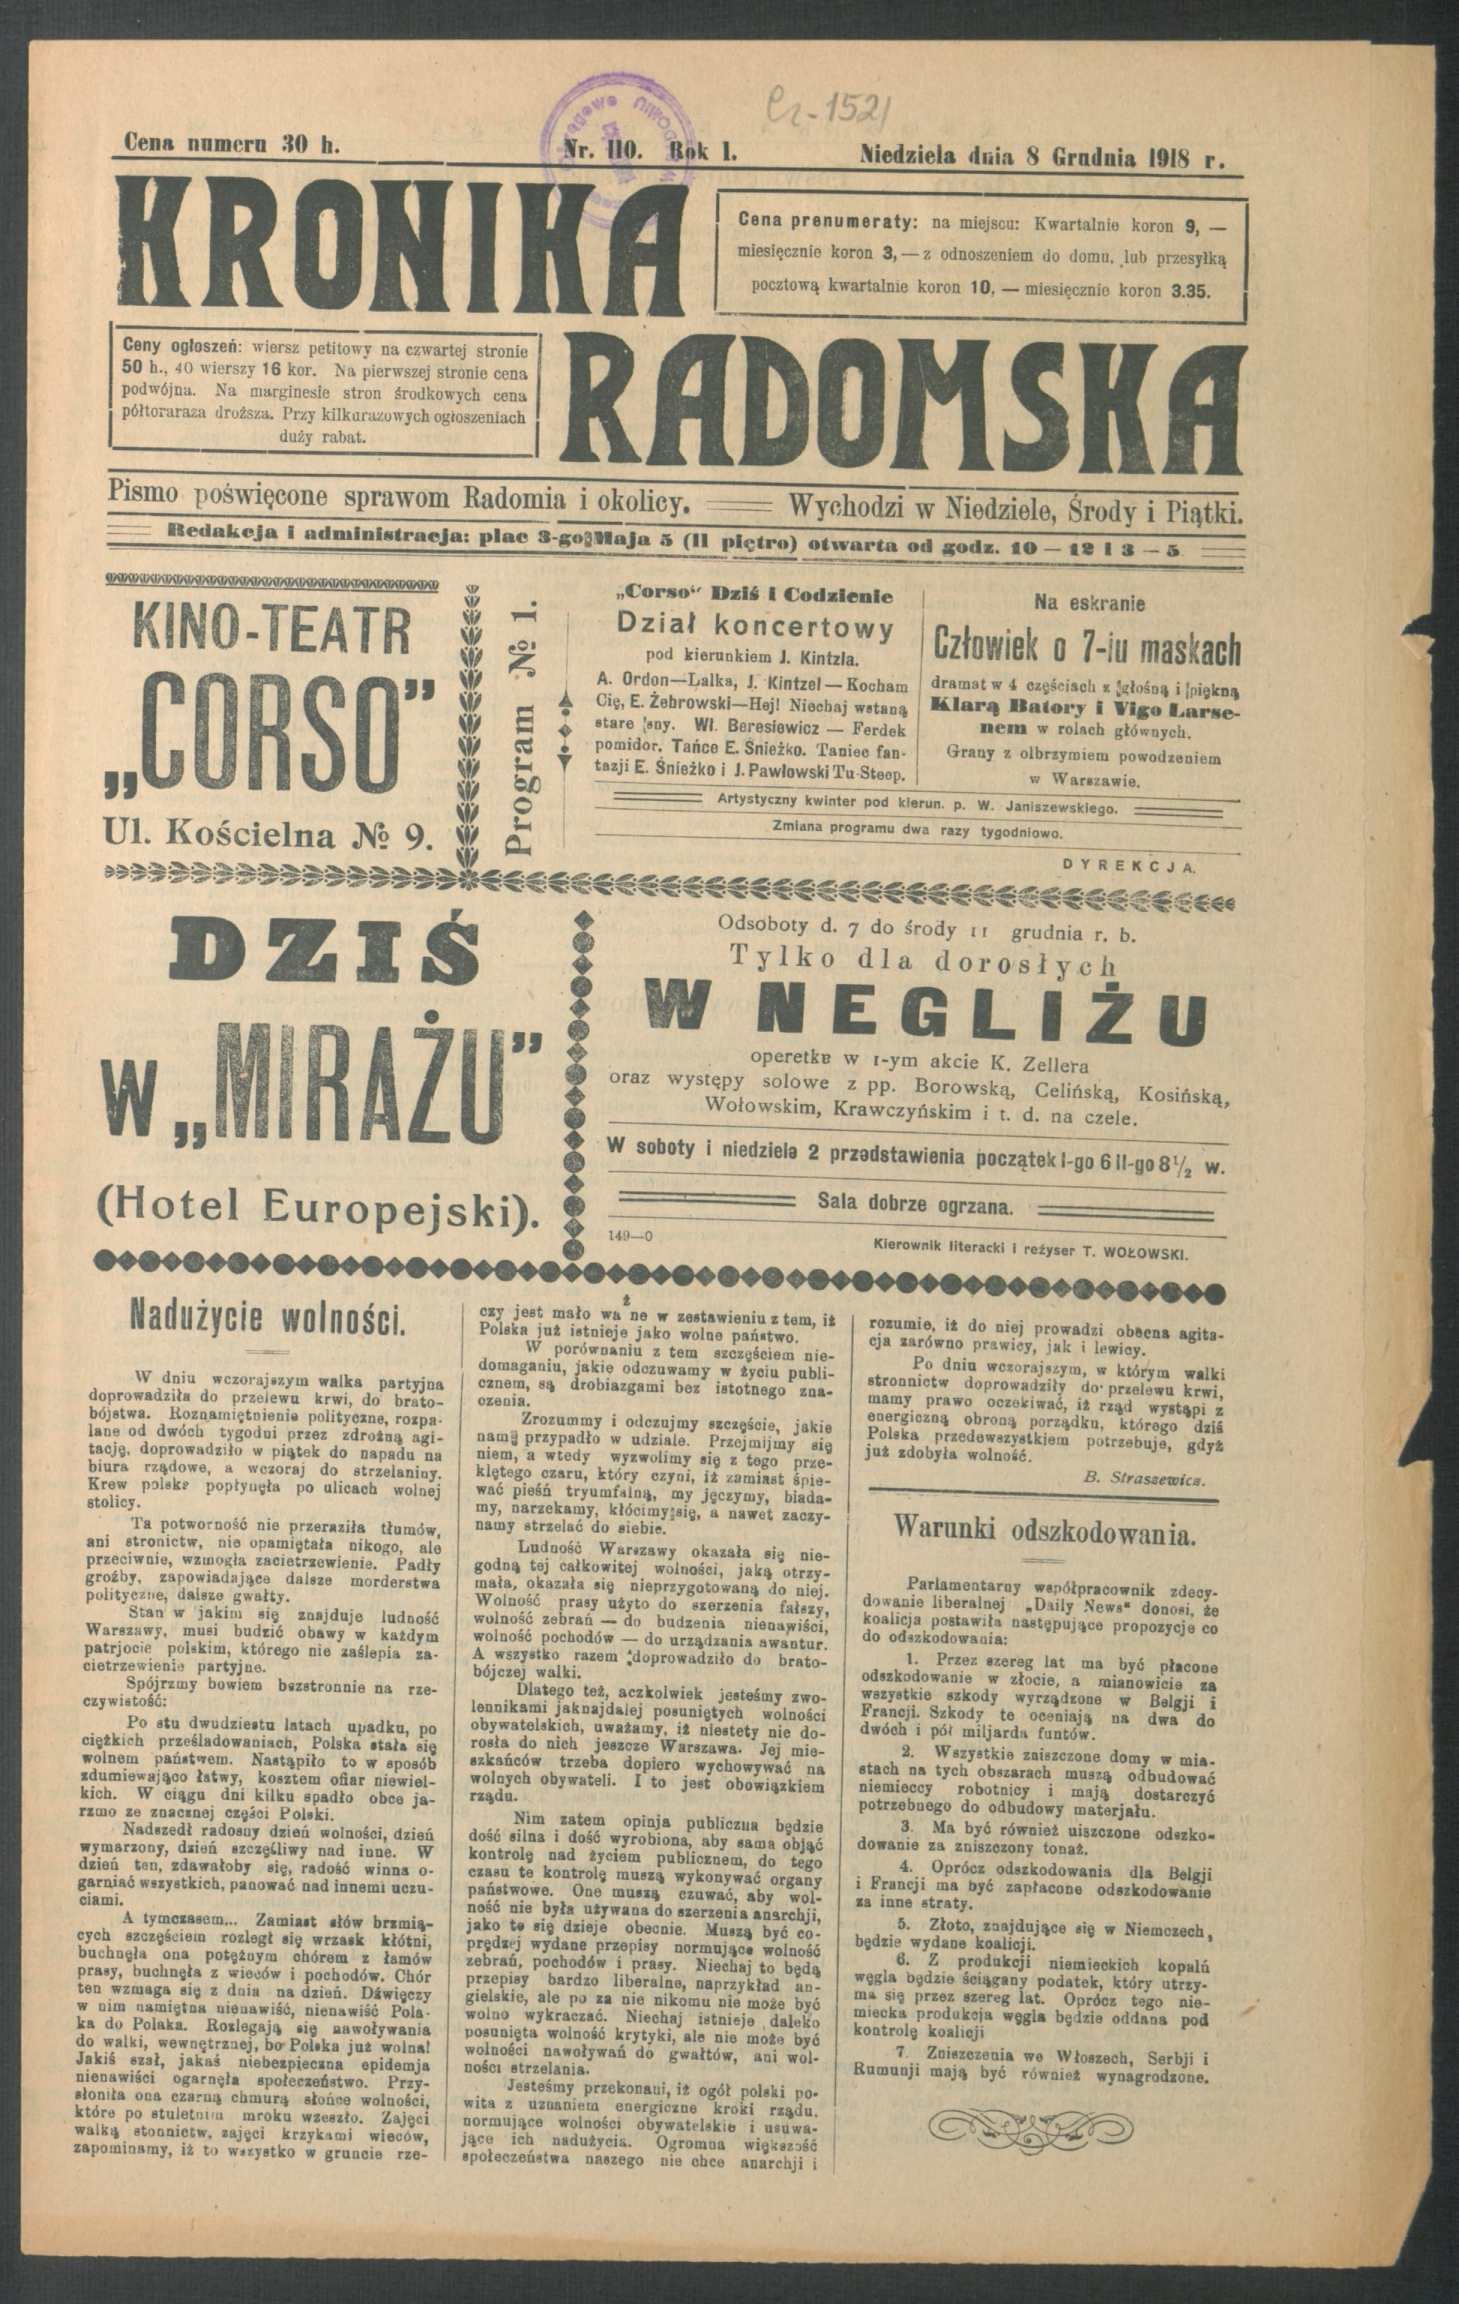 Cena numeru 30 h.
Nr. 110. Rok I.
Niedziela dnia 8 Grudnia 1918 r.
KRONIKA
Cena prenumeraty: na miejscu: Kwartalnie koron 9, —
miesięcznie koron 3, — z odnoszeniem do domu, lub przesyłką
pocztową kwartalnie koron 10, — miesięcznie koron 3.35.
Ceny ogłoszeń: wiersz petitowy na czwartej stronie
50 h., 40 wierszy 16 kor. Na pierwszej stronie cena
podwójna. Na marginesie stron środkowych cena
półtoraraza droższa. Przy kilkurazowych ogłoszeniach
duży rabat.
RADOMSKA
Pismo poświęcone sprawom Radomia i okolicy.
Wychodzi w Niedziele, Środy i Piątki.
Redakcja i administracja: plac 3-go Maja 5 (II piętro) otwarta od godz. 10 — 12 i 3 — 5
KINO-TEATR
„CORSO”
Ul. Kościelna № 9.
Program № 1.
„Corso“ Dziś i Codzienie
Dział koncertowy
pod kierunkiem J. Kintzla.
A. Ordon—Lalka, J. Kintzel — Kocham
Cię, E. Żebrowski—Hej! Niechaj wstaną
stare sny. Wł. Beresiewicz — Ferdek
pomidor. Tańce E. Śnieżko. Taniec fan-
tazji E. Śnieżko i J. Pawłowski Tu-Steep.
Na eskranie
Człowiek o 7-iu maskach
dramat w 4 częściach z głośną i piękną
Klarą Batory i Vigo Larse-
nem w rolach głównych.
Grany z olbrzymiem powodzeniem
w Warszawie.
Artystyczny kwinter pod kierun. p. W. Janiszewskiego.
Zmiana programu dwa razy tygodniowo.
DYREKCJA.
DZIŚ
w „MIRAŻU”
(Hotel Europejski).
Odsoboty d. 7 do środy 11 grudnia r. b.
Tylko dla dorosłych
W NEGLIŻU
operetka w 1-ym akcie K. Zellera
oraz występy solowe z pp. Borowską, Celińską, Kosińską,
Wołowskim, Krawczyńskim i t. d. na czele.
W soboty i niedziele 2 przedstawienia początek I-go 6 II-go 8½ w.
Sala dobrze ogrzana.
149—0
Kierownik literacki i reżyser T. WOŁOWSKI.
Nadużycie wolności.
W dniu wczorajszym walka partyjna
doprowadziła do przelewu krwi, do brato-
bójstwa. Roznamiętnienie polityczne, rozpa-
lane od dwóch tygodni przez zdrożną agi-
tację, doprowadziło w piątek do napadu na
biura rządowe, a wczoraj do strzelaniny.
Krew polska popłynęła po ulicach wolnej
stolicy.
Ta potworność nie przeraziła tłumów,
ani stronictw, nie opamiętała nikogo, ale
przeciwnie, wzmogła zacietrzewienie. Padły
groźby, zapowiadające dalsze morderstwa
polityczne, dalsze gwałty.
Stan w jakim się znajduje ludność
Warszawy, musi budzić obawy w każdym
patrjocie polskim, którego nie zaślepia za-
cietrzewienie partyjne.
Spójrzmy bowiem bezstronnie na rze-
czywistość:
Po stu dwudziestu latach upadku, po
ciężkich prześladowaniach, Polska stała się
wolnem państwem. Nastąpiło to w sposób
zdumiewająco łatwy, kosztem ofiar niewiel-
kich. W ciągu dni kilku spadło obce ja-
rzmo ze znacznej części Polski.
Nadszedł radosny dzień wolności, dzień
wymarzony, dzień szczęśliwy nad inne. W
dzień ten, zdawałoby się, radość winna o-
garniać wszystkich, panować nad innemi uczu-
ciami.
A tymczasem... Zamiast słów brzmią-
cych szczęściem rozległ się wrzask kłótni,
buchnęła ona potężnym chórem z łamów
prasy, buchnęła z wieców i pochodów. Chór
ten wzmaga się z dnia na dzień. Dźwięczy
w nim namiętna nienawiść, nienawiść Pola-
ka do Polaka. Rozlegają się nawoływania
do walki, wewnętrznej, bo Polska już wolna!
Jakiś szał, jakaś niebezpieczna epidemja
nienawiści ogarnęła społeczeństwo. Przy-
słoniła ona czarną chmurą słońce wolności,
które po stuletnim mroku wzeszło. Zajęci
walką stonnictw, zajęci krzykami wieców,
zapominamy, iż to wszystko w gruncie rze-
czy jest mało ważne w zestawieniu z tem, iż
Polska już istnieje jako wolne państwo.
W porównaniu z tem szczęściem nie-
domaganiu, jakie odczuwamy w życiu publi-
cznem, są drobiazgami bez istotnego zna-
czenia.
Zrozummy i odczujmy szczęście, jakie
nam przypadło w udziale. Przejmijmy się
niem, a wtedy wyzwolimy się z tego prze-
klętego czaru, który czyni, iż zamiast śpie-
wać pieśń tryumfalną, my jęczymy, biada-
my, narzekamy, kłócimy się, a nawet zaczy-
namy strzelać do siebie.
Ludność Warszawy okazała się nie-
godną tej całkowitej wolności, jaką otrzy-
mała, okazała się nieprzygotowaną do niej.
Wolność prasy użyto do szerzenia fałszy,
wolność zebrań — do budzenia nienawiści,
wolność pochodów — do urządzania awantur.
A wszystko razem doprowadziło do brato-
bójczej walki.
Dlatego też, aczkolwiek jesteśmy zwo-
lennikami jaknajdalej posuniętych wolności
obywatelskich, uważamy, iż niestety nie do-
rosła do nich jeszcze Warszawa. Jej mie-
szkańców trzeba dopiero wychowywać na
wolnych obywateli. I to jest obowiązkiem
rządu.
Nim zatem opinja publiczna będzie
dość silna i dość wyrobiona, aby sama objąć
kontrolę nad życiem publicznem, do tego
czasu te kontrolę muszą wykonywać organy
państwowe. One muszą czuwać, aby wol-
ność nie była używana do szerzenia anarchji,
jako to się dzieje obecnie. Muszą być co-
prędzej wydane przepisy normujące wolność
zebrań, pochodów i prasy. Niechaj to będą
przepisy bardzo liberalne, naprzykład an-
gielskie, ale po za nie nikomu nie może być
wolno wykraczać. Niechaj istnieje daleko
posunięta wolność krytyki, ale nie może być
wolności nawoływań do gwałtów, ani wol-
ności strzelania.
Jesteśmy przekonani, iż ogół polski po-
wita z uznaniem energiczne kroki rządu,
normujące wolności obywatelskie i usuwa-
jące ich nadużycia. Ogromna większość
społeczeństwa naszego nie chce anarchji i
rozumie, iż do niej prowadzi obecna agita-
cja zarówno prawicy, jak i lewicy.
Po dniu wczorajszym, w którym walki
stronnictw doprowadziły do przelewu krwi,
mamy prawo oczekiwać, iż rząd wystąpi z
energiczną obroną porządku, którego dziś
Polska przedewszystkiem potrzebuje, gdyż
już zdobyła wolność.
B. Straszewicz.
Warunki odszkodowania.
Parlamentarny współpracownik zdecy-
dowanie liberalnej „Daily News“ donosi, że
koalicja postawiła następujące propozycje co
do odszkodowania:
1. Przez szereg lat ma być płacone
odszkodowanie w złocie, a mianowicie za
wszystkie szkody wyrządzone w Belgji i
Francji. Szkody te oceniają na dwa do
dwóch i pół miljarda funtów.
2. Wszystkie zniszczone domy w mia-
stach na tych obszarach muszą odbudować
niemieccy robotnicy i mają dostarczyć
potrzebnego do odbudowy materjału.
3. Ma być również uiszczone odszko-
dowanie za zniszczony tonaż.
4. Oprócz odszkodowania dla Belgji
i Francji ma być zapłacone odszkodowanie
za inne straty.
5. Złoto, znajdujące się w Niemczech,
będzie wydane koalicji.
6. Z produkcji niemieckich kopalń
węgla będzie ściągany podatek, który utrzy-
ma się przez szereg lat. Oprócz tego nie-
miecka produkcja węgla będzie oddana pod
kontrolę koalicji
7. Zniszczenia we Włoszech, Serbji i
Rumunji mają być również wynagrodzone.